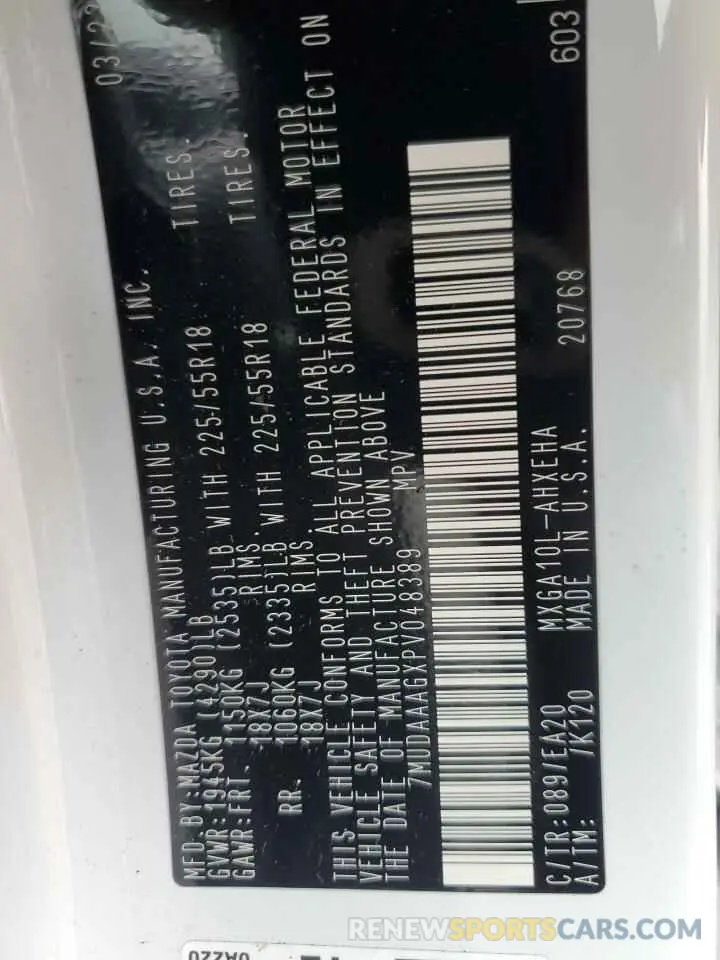 MFD.BY:MAZDA TOYOTA MANUFACTURING U.S.A. INC. 03/2
GVWR:1945KG (4290)LB
GAWR:FRT. 1150KG (2535)LB WITH 225/55R18 TIRES.
18X7J RIMS.
RR. 1060KG (2335)LB WITH 225/55R18 TIRES.
18X7J RIMS.
THIS VEHICLE CONFORMS TO ALL APPLICABLE FEDERAL MOTOR
VEHICLE SAFETY AND THEFT PREVENTION STANDARDS IN EFFECT ON
THE DATE OF MANUFACTURE SHOWN ABOVE
7MUDAAAGXPV048389 MPV
C/TR:089/EA20 MXGA10L-AHXEHA 20768 603
A/TM: /K120 MADE IN U.S.A.
0A220
RENEWSPORTSCARS.COM